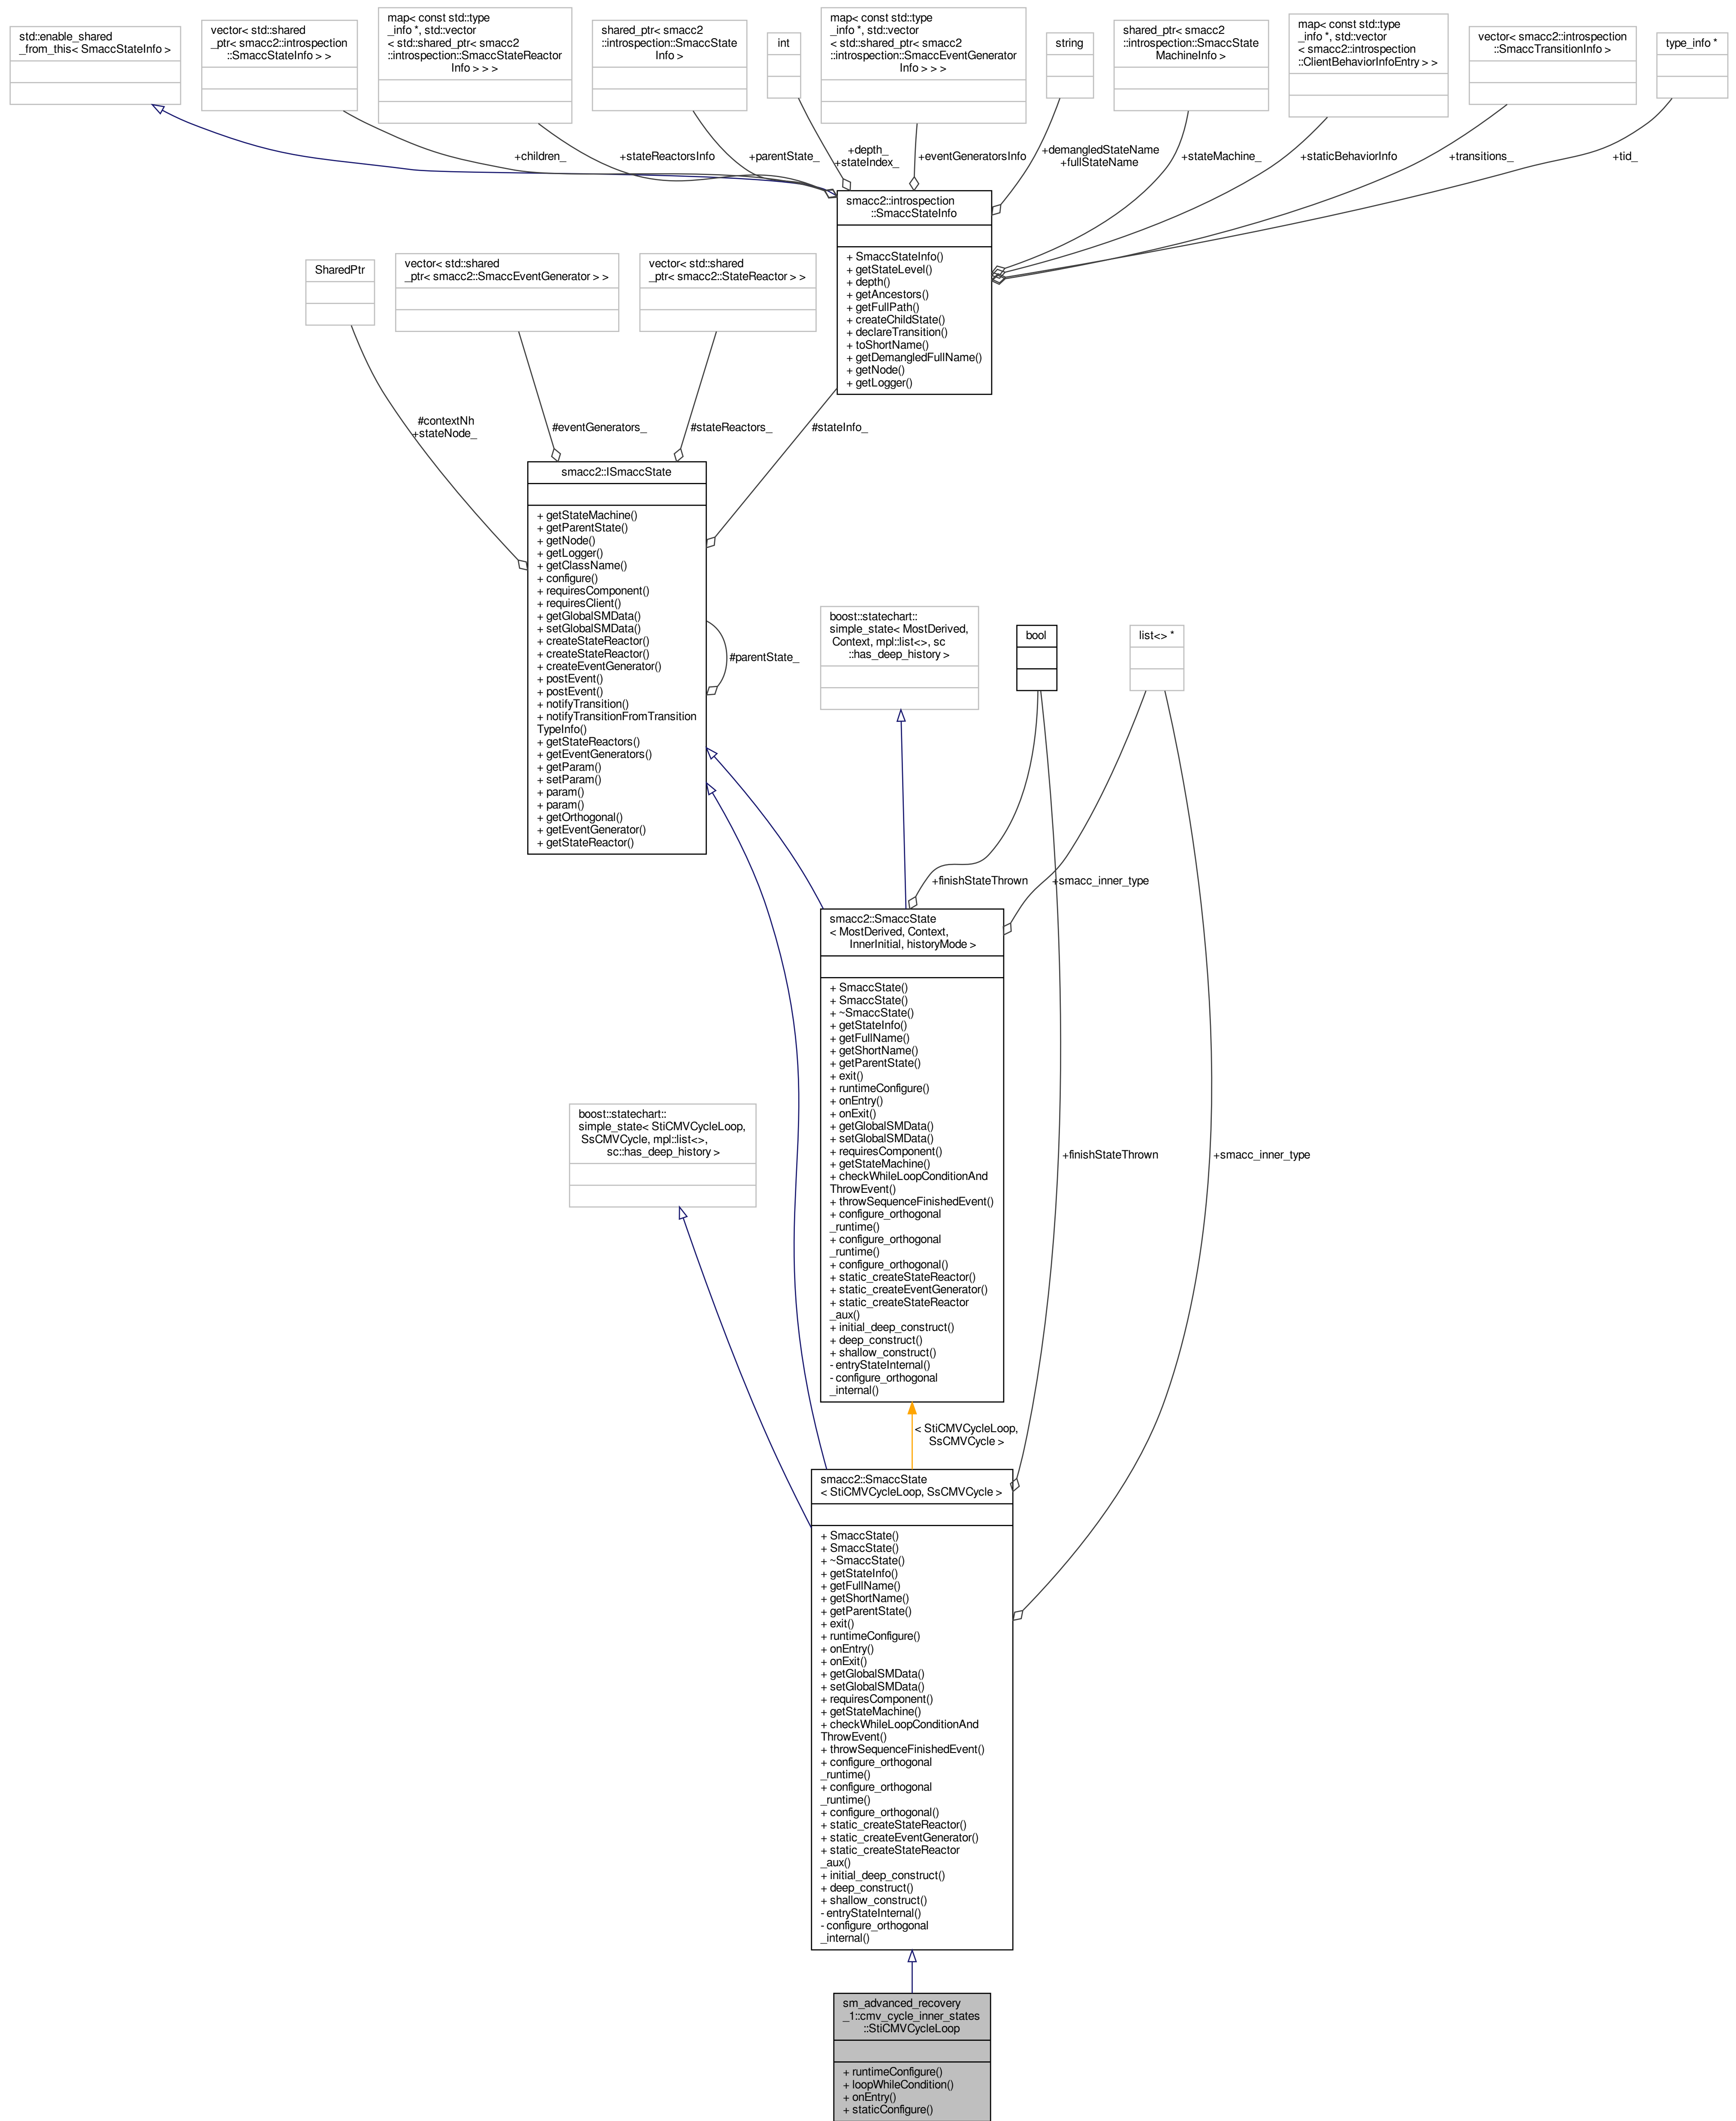 std::enable_shared
_from_this< SmaccStateInfo >
vector< std::shared
_ptr< smacc2::introspection
::SmaccStateInfo > >
map< const std::type
_info *, std::vector
< std::shared_ptr< smacc2
::introspection::SmaccStateReactor
Info > > >
shared_ptr< smacc2
::introspection::SmaccState
Info >
int
map< const std::type
_info *, std::vector
< std::shared_ptr< smacc2
::introspection::SmaccEventGenerator
Info > > >
string
shared_ptr< smacc2
::introspection::SmaccState
MachineInfo >
map< const std::type
_info *, std::vector
< smacc2::introspection
::ClientBehaviorInfoEntry > >
vector< smacc2::introspection
::SmaccTransitionInfo >
type_info *
+children_
+stateReactorsInfo
+parentState_
+depth_
+stateIndex_
+eventGeneratorsInfo
+demangledStateName
+fullStateName
+stateMachine_
+staticBehaviorInfo
+transitions_
+tid_
smacc2::introspection
::SmaccStateInfo
+ SmaccStateInfo()
+ getStateLevel()
+ depth()
+ getAncestors()
+ getFullPath()
+ createChildState()
+ declareTransition()
+ toShortName()
+ getDemangledFullName()
+ getNode()
+ getLogger()
SharedPtr
vector< std::shared
_ptr< smacc2::SmaccEventGenerator > >
vector< std::shared
_ptr< smacc2::StateReactor > >
#contextNh
+stateNode_
#eventGenerators_
#stateReactors_
#stateInfo_
smacc2::ISmaccState
+ getStateMachine()
+ getParentState()
+ getNode()
+ getLogger()
+ getClassName()
+ configure()
+ requiresComponent()
+ requiresClient()
+ getGlobalSMData()
+ setGlobalSMData()
+ createStateReactor()
+ createStateReactor()
+ createEventGenerator()
+ postEvent()
+ postEvent()
+ notifyTransition()
+ notifyTransitionFromTransition
TypeInfo()
+ getStateReactors()
+ getEventGenerators()
+ getParam()
+ setParam()
+ param()
+ param()
+ getOrthogonal()
+ getEventGenerator()
+ getStateReactor()
#parentState_
boost::statechart::
simple_state< MostDerived,
Context, mpl::list<>, sc
::has_deep_history >
bool
list<> *
+finishStateThrown
+smacc_inner_type
smacc2::SmaccState
< MostDerived, Context,
InnerInitial, historyMode >
+ SmaccState()
+ SmaccState()
+ ~SmaccState()
+ getStateInfo()
+ getFullName()
+ getShortName()
+ getParentState()
+ exit()
+ runtimeConfigure()
+ onEntry()
+ onExit()
+ getGlobalSMData()
+ setGlobalSMData()
+ requiresComponent()
+ getStateMachine()
+ checkWhileLoopConditionAnd
ThrowEvent()
+ throwSequenceFinishedEvent()
+ configure_orthogonal
_runtime()
+ configure_orthogonal
_runtime()
+ configure_orthogonal()
+ static_createStateReactor()
+ static_createEventGenerator()
+ static_createStateReactor
_aux()
+ initial_deep_construct()
+ deep_construct()
+ shallow_construct()
- entryStateInternal()
- configure_orthogonal
_internal()
boost::statechart::
simple_state< StiCMVCycleLoop,
SsCMVCycle, mpl::list<>,
sc::has_deep_history >
+finishStateThrown
+smacc_inner_type
< StiCMVCycleLoop,
SsCMVCycle >
smacc2::SmaccState
< StiCMVCycleLoop, SsCMVCycle >
+ SmaccState()
+ SmaccState()
+ ~SmaccState()
+ getStateInfo()
+ getFullName()
+ getShortName()
+ getParentState()
+ exit()
+ runtimeConfigure()
+ onEntry()
+ onExit()
+ getGlobalSMData()
+ setGlobalSMData()
+ requiresComponent()
+ getStateMachine()
+ checkWhileLoopConditionAnd
ThrowEvent()
+ throwSequenceFinishedEvent()
+ configure_orthogonal
_runtime()
+ configure_orthogonal
_runtime()
+ configure_orthogonal()
+ static_createStateReactor()
+ static_createEventGenerator()
+ static_createStateReactor
_aux()
+ initial_deep_construct()
+ deep_construct()
+ shallow_construct()
- entryStateInternal()
- configure_orthogonal
_internal()
sm_advanced_recovery
_1::cmv_cycle_inner_states
::StiCMVCycleLoop
+ runtimeConfigure()
+ loopWhileCondition()
+ onEntry()
+ staticConfigure()